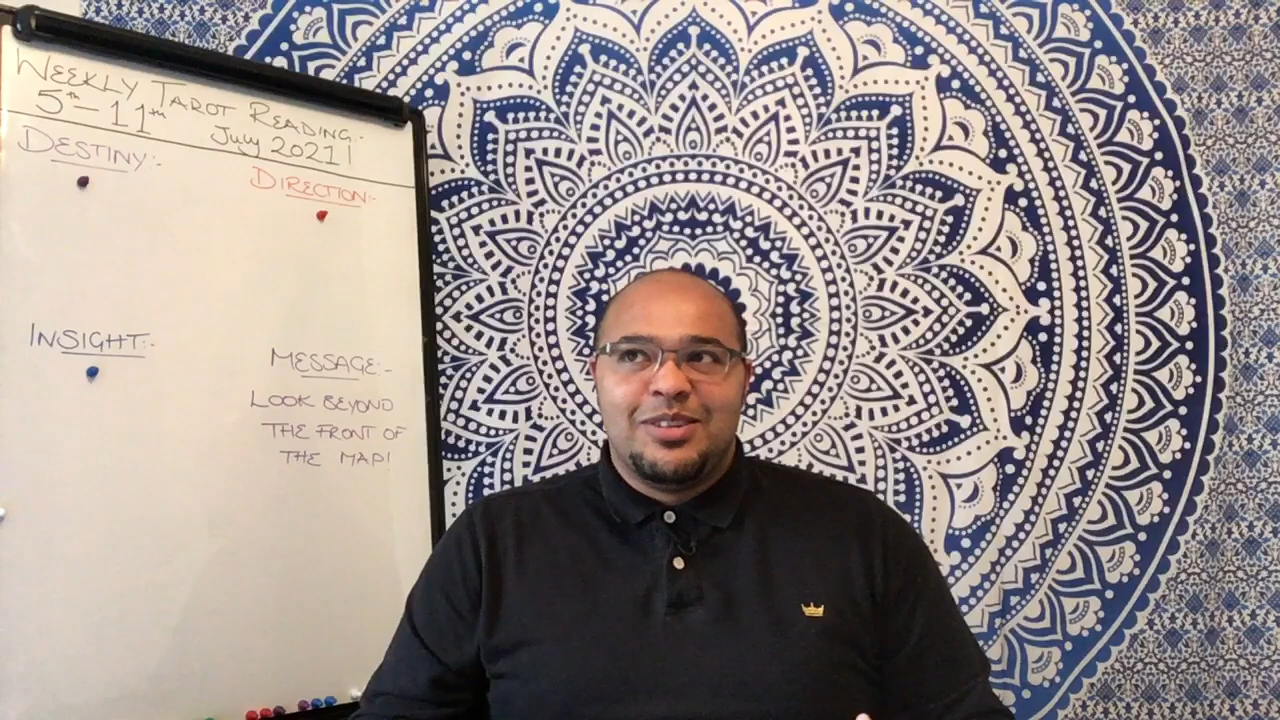 WEEKLY TAROT READING:-
5th - 11th July 2021!
DESTINY:-
DIRECTION:-
INSIGHT:-
MESSAGE:-
LOOK BEYOND
THE FRONT OF
THE MAP!